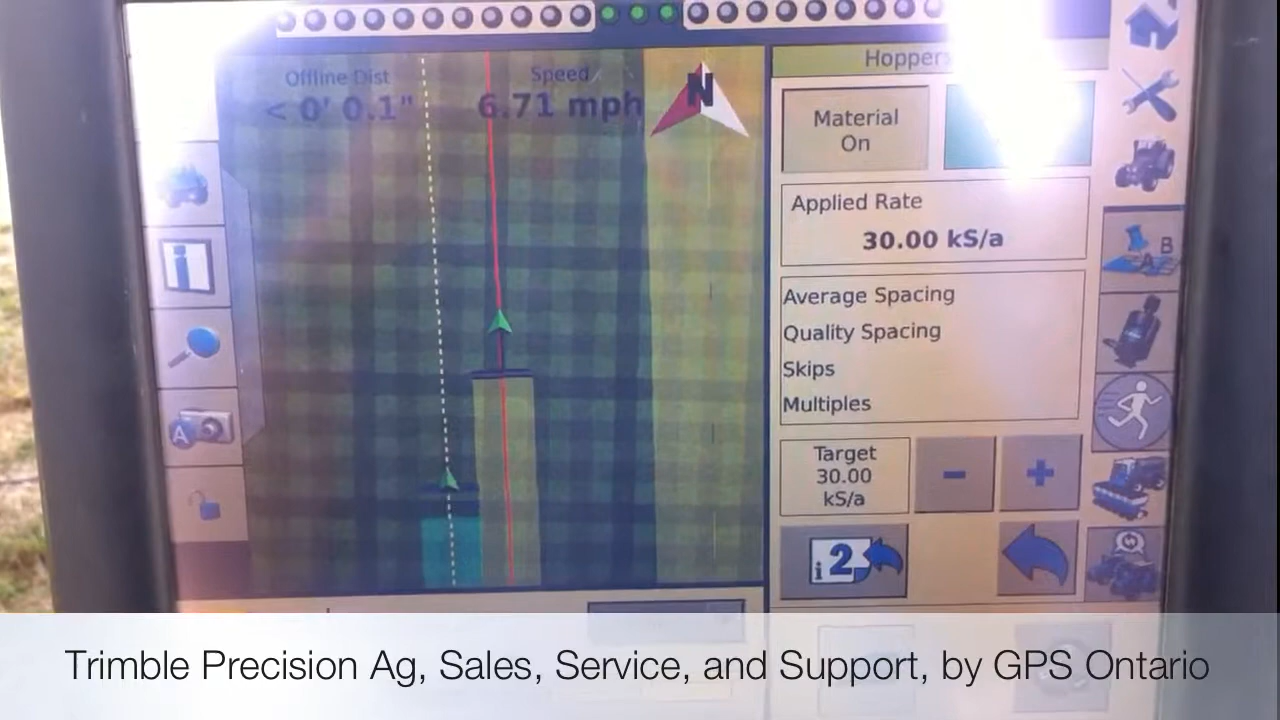 Offline Dist
< 0' 0.1"
Speed
6.71 mph
N
Hoppers
Material
On
Applied Rate
30.00 kS/a
Average Spacing
Quality Spacing
Skips
Multiples
Target
30.00
kS/a
-
+
i
A
B
A
i:
2
Trimble Precision Ag, Sales, Service, and Support, by GPS Ontario